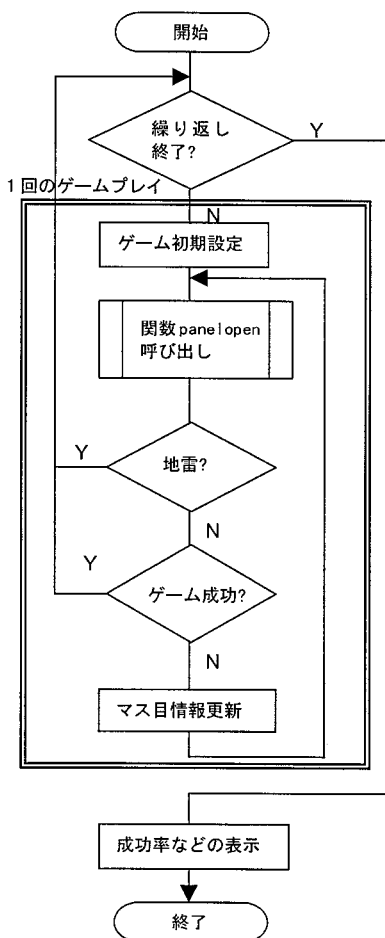 開始
繰り返し
終了?
Y
1回のゲームプレイ
N
ゲーム初期設定
関数panelopen
呼び出し
Y
地雷?
N
Y
ゲーム成功?
N
マス目情報更新
成功率などの表示
終了